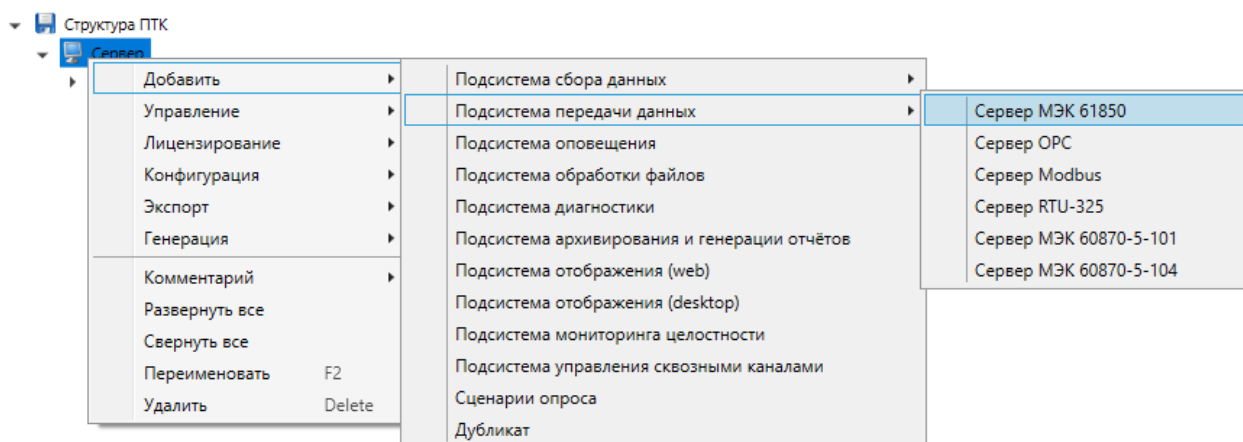 Структура ПТК
Сервер
Добавить
Управление
Лицензирование
Конфигурация
Экспорт
Генерация
Комментарий
Развернуть все
Свернуть все
Переименовать F2
Удалить Delete
Подсистема сбора данных
Подсистема передачи данных
Подсистема оповещения
Подсистема обработки файлов
Подсистема диагностики
Подсистема архивирования и генерации отчётов
Подсистема отображения (web)
Подсистема отображения (desktop)
Подсистема мониторинга целостности
Подсистема управления сквозными каналами
Сценарии опроса
Дубликат
Сервер МЭК 61850
Сервер OPC
Сервер Modbus
Сервер RTU-325
Сервер МЭК 60870-5-101
Сервер МЭК 60870-5-104